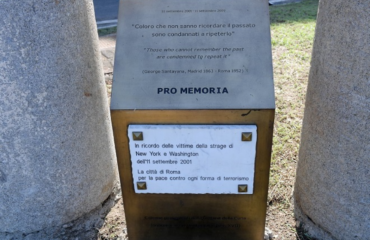 "Coloro che non sanno ricordare il passato
sono condannati a ripeterlo"
"Those who cannot remember the past
are condemned to repeat it"
PRO MEMORIA
In ricordo delle vittime della strage di
New York e Washington
dell'11 settembre 2001
La città di Roma
per la pace contro ogni forma di terrorismo